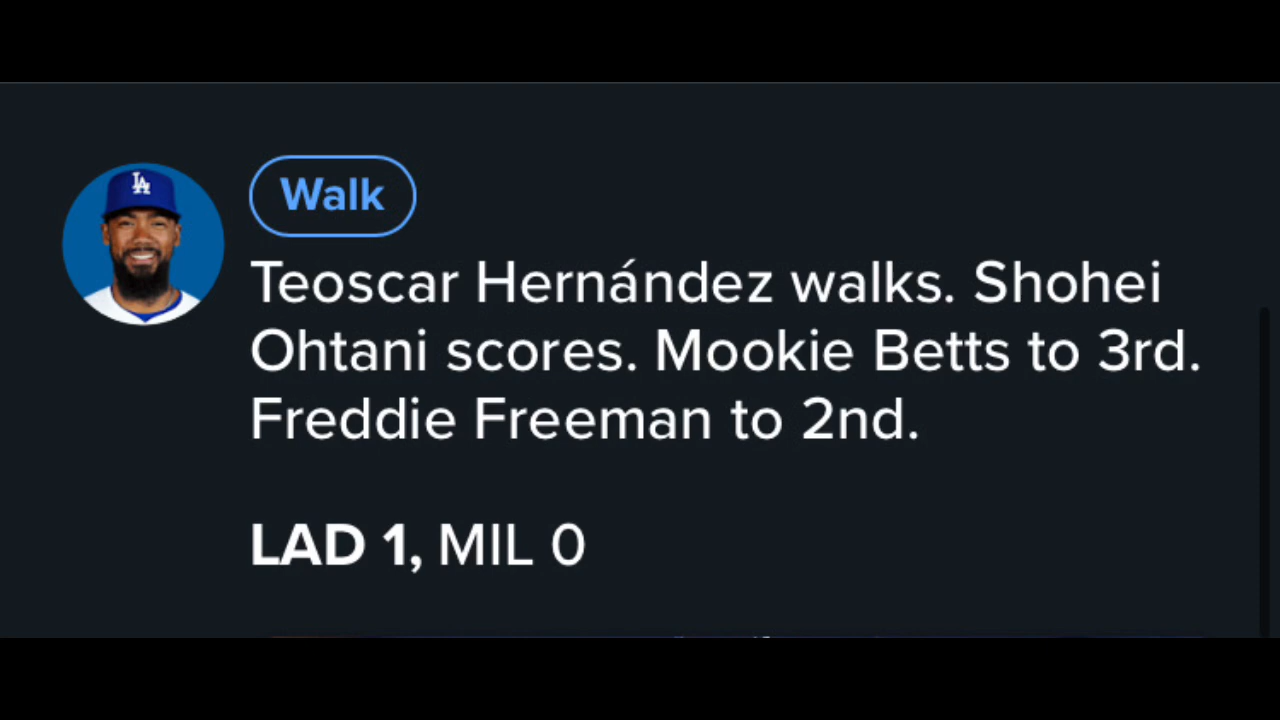 LA
Walk
Teoscar Hernández walks. Shohei
Ohtani scores. Mookie Betts to 3rd.
Freddie Freeman to 2nd.
LAD 1, MIL 0